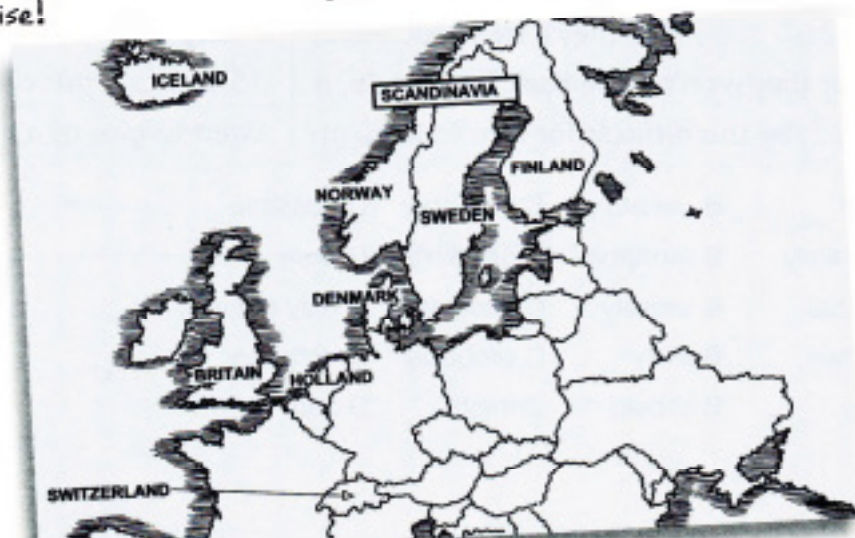 ise!
ICELAND
SCANDINAVIA
FINLAND
NORWAY
SWEDEN
DENMARK
BRITAIN
HOLLAND
SWITZERLAND